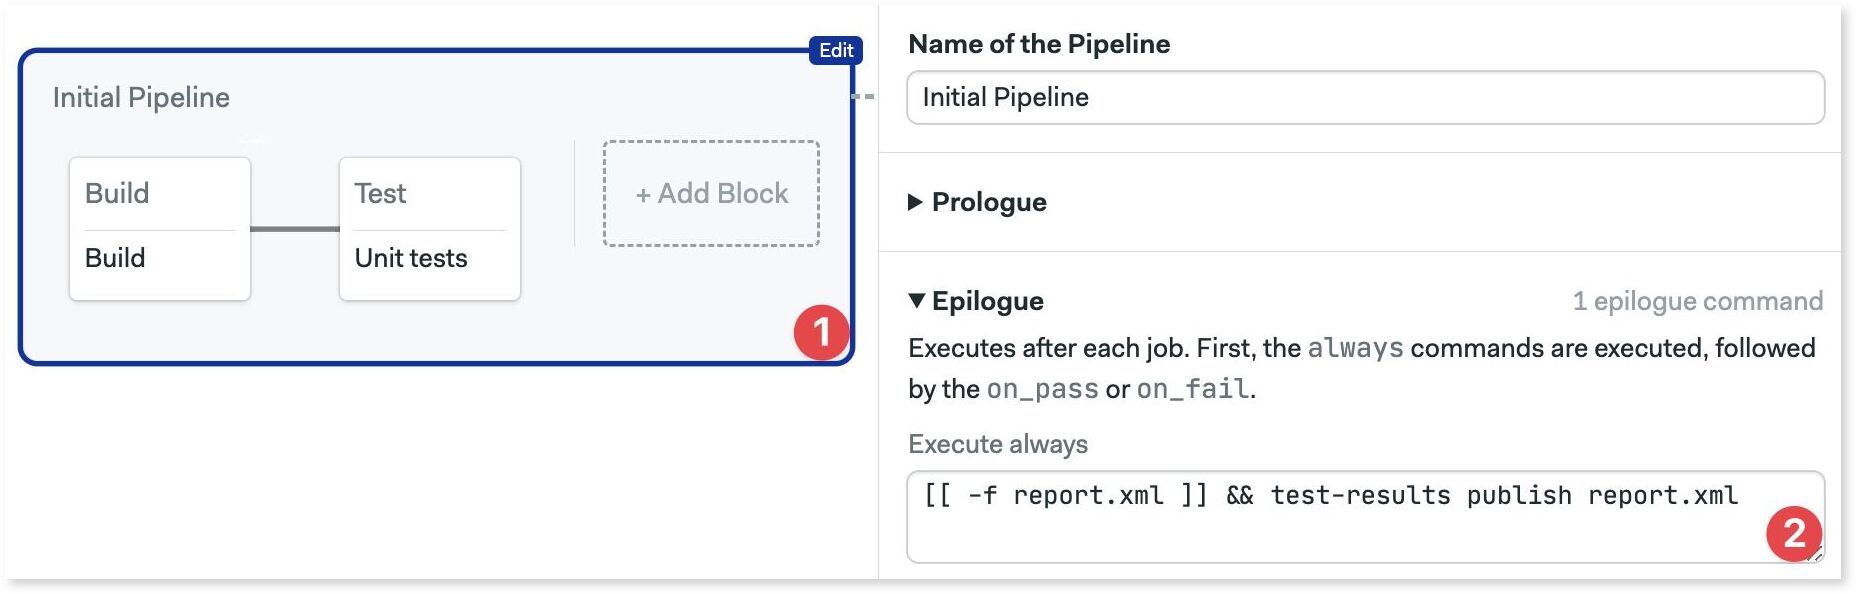 Edit
Initial Pipeline
Build
Build
Test
Unit tests
+ Add Block
1
Name of the Pipeline
Initial Pipeline
Prologue
Epilogue
1 epilogue command
Executes after each job. First, the always commands are executed, followed
by the on_pass or on_fail.
Execute always
[[ -f report.xml ]] && test-results publish report.xml
2